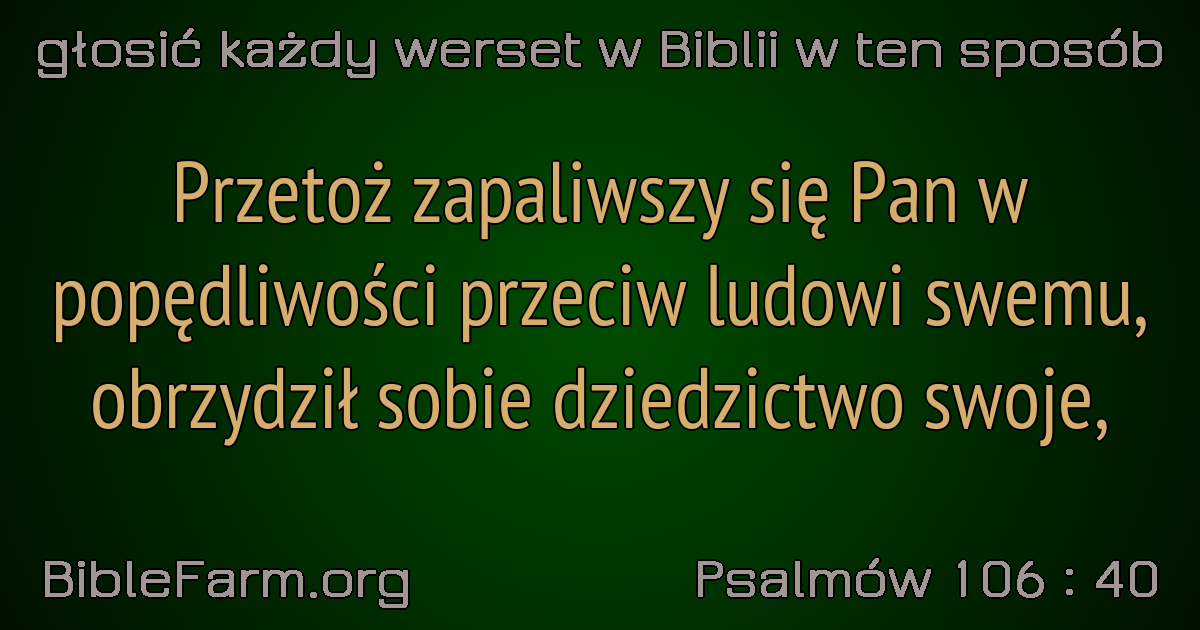 głosić każdy werset w Biblii w ten sposób
Przetoż zapaliwszy się Pan w
popędliwości przeciw ludowi swemu,
obrzydził sobie dziedzictwo swoje,
BibleFarm.org
Psalmów 106 : 40